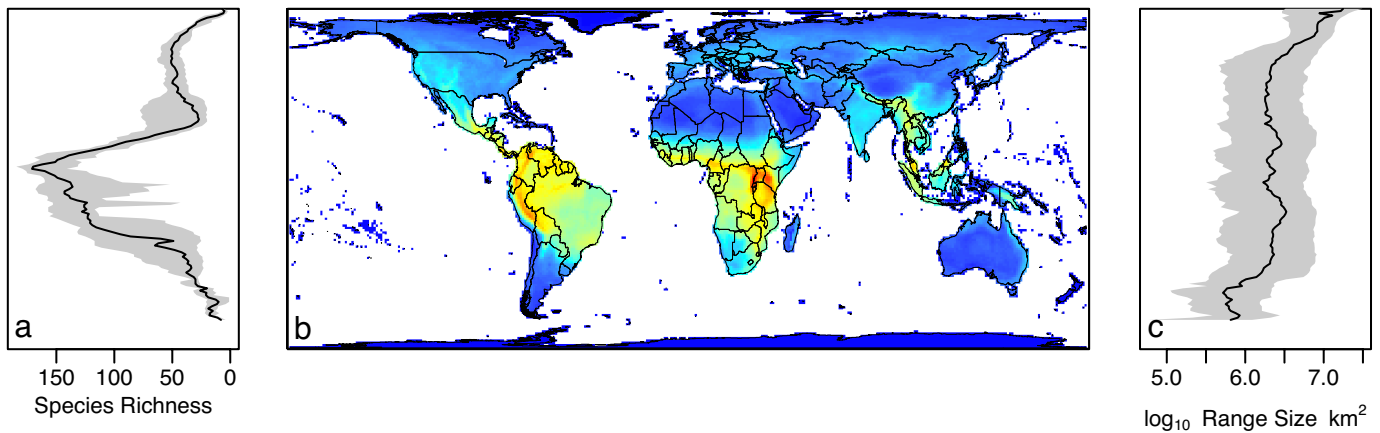 a
b
c
150 100 50 0
Species Richness
5.0 6.0 7.0
log₁₀ Range Size km²